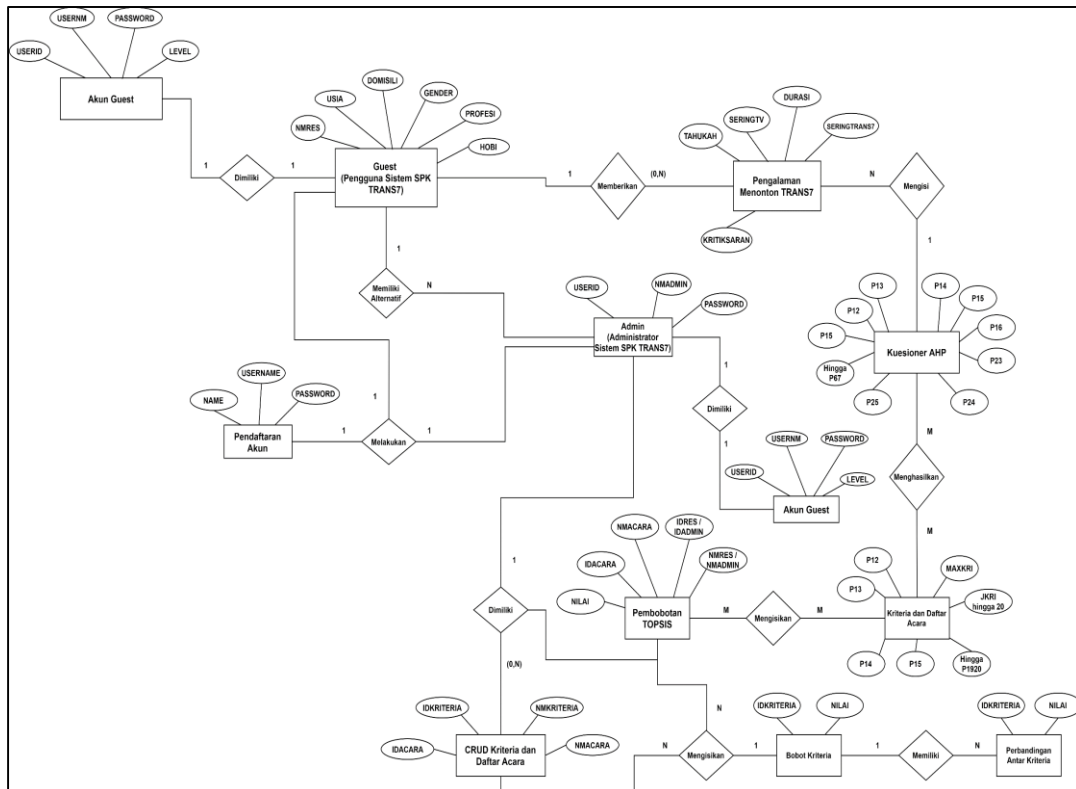 USERNM
PASSWORD
USERID
LEVEL
Akun Guest
DOMISILI
USIA
GENDER
NMRES
PROFESI
HOBI
Guest
(Pengguna Sistem SPK
TRANS7)
1
Dimiliki
1
1
Memberikan
(0,N)
DURASI
SERINGTV
TAHUKAH
SERINGTRANS7
Pengalaman
Menonton TRANS7
KRITIKSARAN
N
Mengisi
1
1
Memiliki
Alternatif
N
USERID
NMADMIN
PASSWORD
Admin
(Administrator
Sistem SPK TRANS7)
P13
P14
P12
P15
P15
P16
Kuesioner AHP
Hingga
P67
P23
P25
P24
USERNAME
NAME
PASSWORD
Pendaftaran
Akun
1
1
Melakukan
1
1
Dimiliki
1
USERNM
PASSWORD
USERID
LEVEL
Akun Guest
M
Menghasilkan
M
NMACARA
IDRES /
IDADMIN
IDACARA
NMRES /
NMADMIN
NILAI
Pembobotan
TOPSIS
M
Mengisikan
M
P12
MAXKRI
P13
JKRI
hingga 20
Kriteria dan Daftar
Acara
P14
P15
Hingga
P1920
1
Dimiliki
(0,N)
IDKRITERIA
NMKRITERIA
IDACARA
NMACARA
CRUD Kriteria dan
Daftar Acara
N
N
Mengisikan
1
IDKRITERIA
NILAI
Bobot Kriteria
1
Memiliki
N
IDKRITERIA
NILAI
Perbandingan
Antar Kriteria